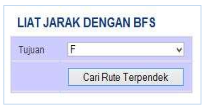 LIAT JARAK DENGAN BFS
Tujuan F
Cari Rute Terpendek